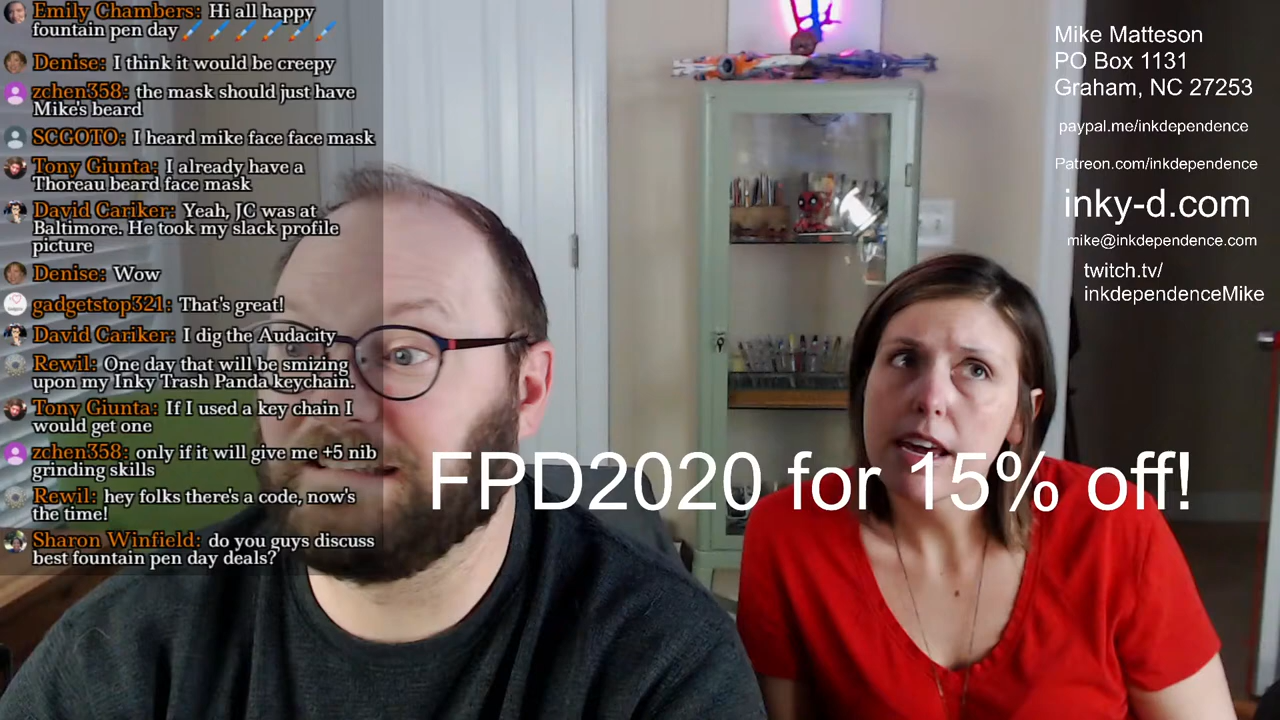 Emily Chambers: Hi all happy
fountain pen day
Denise: I think it would be creepy
zchen358: the mask should just have
Mike's beard
SCGOTO: I heard mike face face mask
Tony Giunta: I already have a
Thoreau beard face mask
David Cariker: Yeah, JC was at
Baltimore. He took my slack profile
picture
Denise: Wow
gadgetstop321: That's great!
David Cariker: I dig the Audacity
Rewil: One day that will be smizing
upon my Inky Trash Panda keychain.
Tony Giunta: If I used a key chain I
would get one
zchen358: only if it will give me +5 nib
grinding skills
Rewil: hey folks there's a code, now's
the time!
Sharon Winfield: do you guys discuss
best fountain pen day deals?
FPD2020 for 15% off!
Mike Matteson
PO Box 1131
Graham, NC 27253
paypal.me/inkdependence
Patreon.com/inkdependence
inky-d.com
mike@inkdependence.com
twitch.tv/
inkdependenceMike